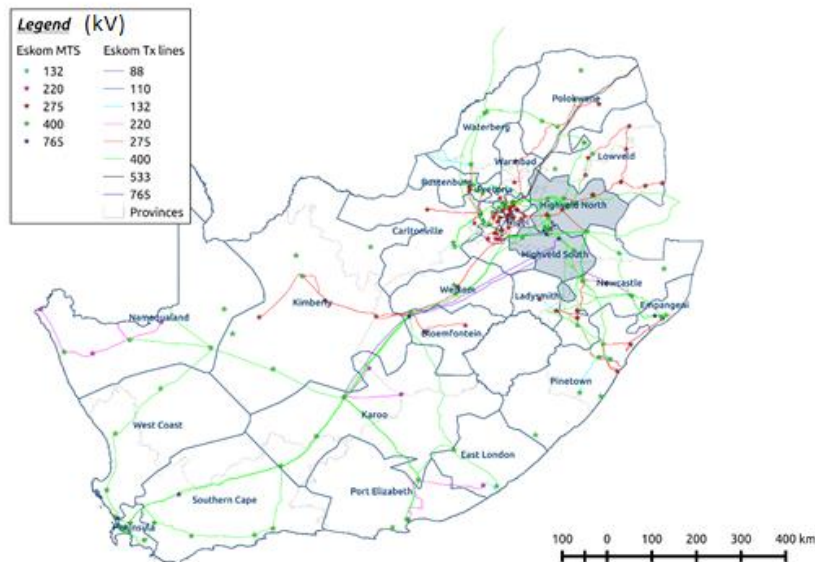 Legend (kV)
Eskom MTS Eskom Tx lines
132 88
220 110
275 132
400 220
765 275
400
533
765
Provinces
Polokwane
Waterberg
Warmbad
Lowveld
Rustenburg
Pretoria
Highveld North
Carltonville
Highveld South
Welkom
Newcastle
Ladysmith
Empangeni
Kimberly
Namaqualand
Bloemfontein
Pinetown
West Coast
Karoo
East London
Southern Cape
Port Elizabeth
Peninsula
100 0 100 200 300 400 km